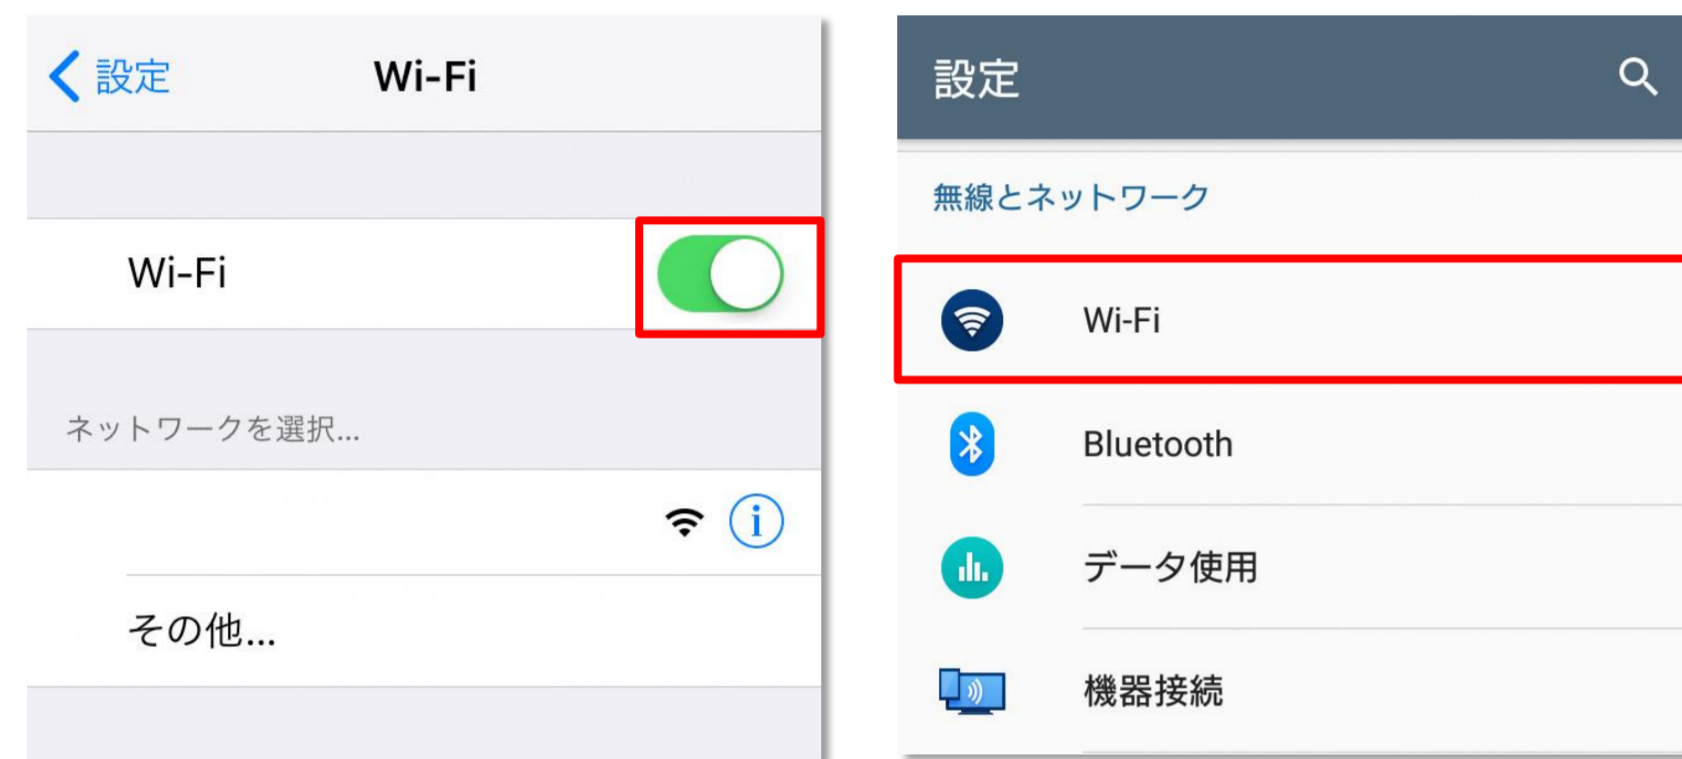 設定
Wi-Fi
Wi-Fi
ネットワークを選択...
その他...
設定
無線とネットワーク
Wi-Fi
Bluetooth
データ使用
機器接続